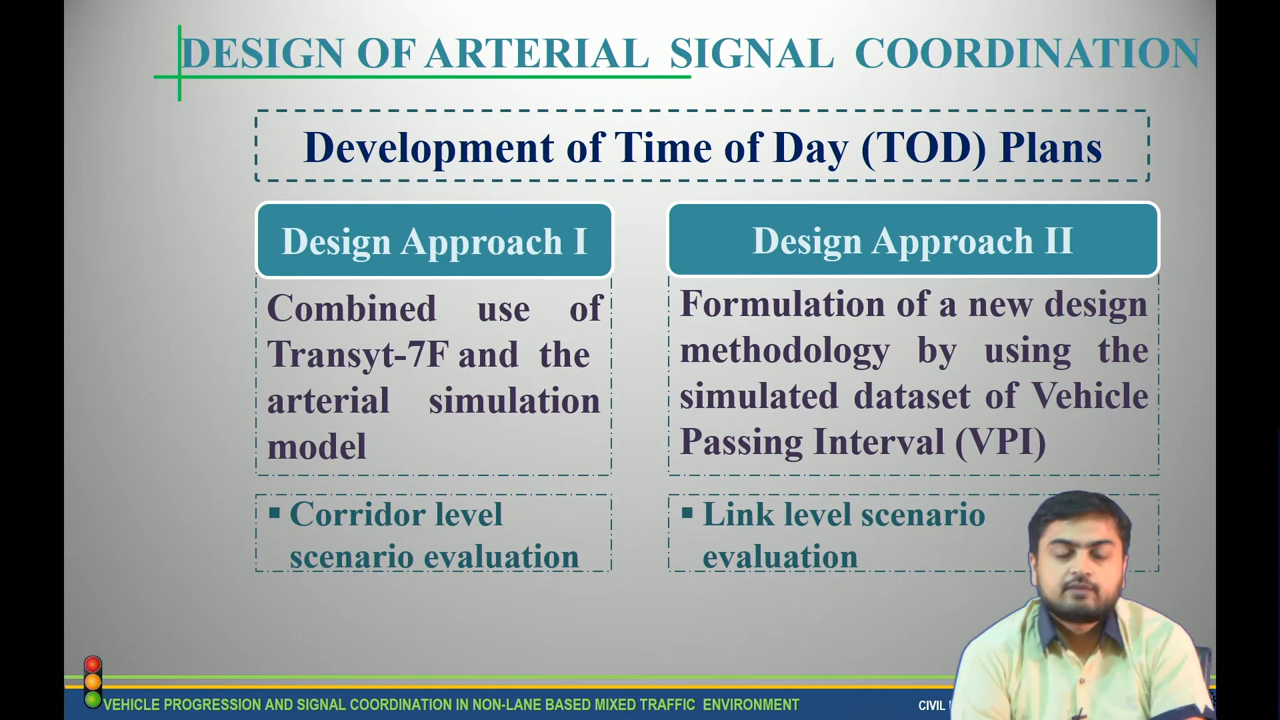 DESIGN OF ARTERIAL SIGNAL COORDINATION
Development of Time of Day (TOD) Plans
Design Approach I
Combined use of
Transyt-7F and the
arterial simulation
model
▪ Corridor level
scenario evaluation
Design Approach II
Formulation of a new design
methodology by using the
simulated dataset of Vehicle
Passing Interval (VPI)
▪ Link level scenario
evaluation
VEHICLE PROGRESSION AND SIGNAL COORDINATION IN NON-LANE BASED MIXED TRAFFIC ENVIRONMENT
CIVIL